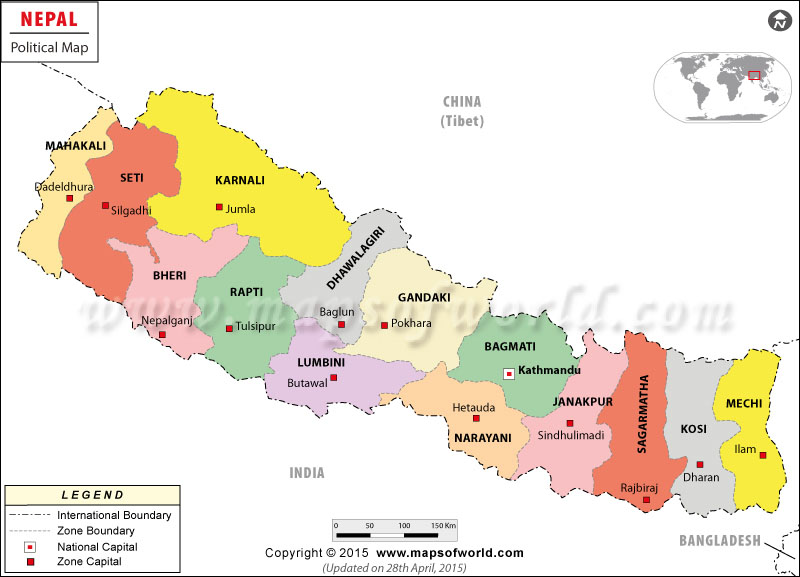 NEPAL
Political Map
CHINA
(Tibet)
MAHAKALI
Dadeldhura
SETI
Silgadhi
KARNALI
Jumla
BHERI
Nepalganj
RAPTI
Tulsipur
DHAWALAGIRI
Baglun
GANDAKI
Pokhara
LUMBINI
Butawal
BAGMATI
Kathmandu
Hetauda
NARAYANI
JANAKPUR
Sindhulimadi
SAGARMATHA
Rajbiraj
KOSI
Dharan
MECHI
Ilam
www.mapsofworld.com
INDIA
BANGLADESH
LEGEND
International Boundary
Zone Boundary
National Capital
Zone Capital
0 50 100 150 Km
Copyright © 2015 www.mapsofworld.com
(Updated on 28th April, 2015)
N